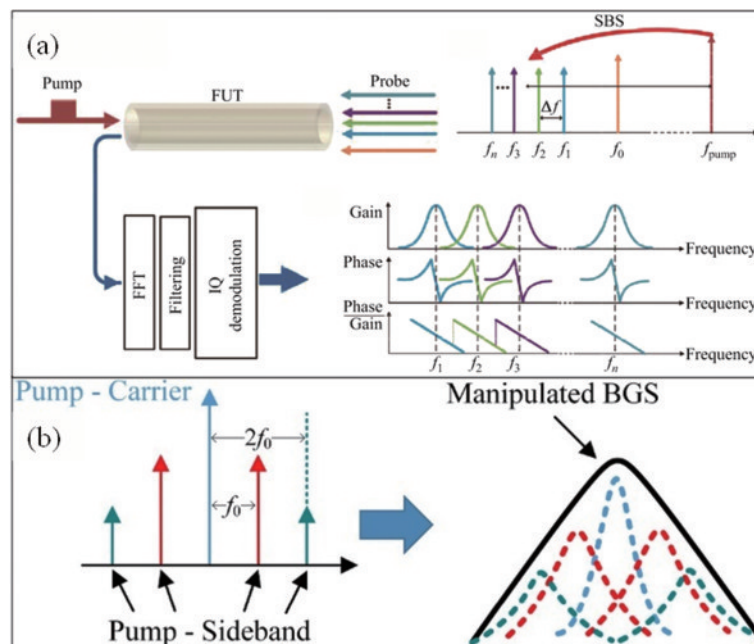 (a)
Pump
FUT
Probe
SBS
Δf
f_n ... f_3 f_2 f_1 f_0 f_pump
FFT
Filtering
IQ
demodulation
Gain
Frequency
Phase
Frequency
Phase
Gain
Frequency
f_1 f_2 f_3 f_n
(b)
Pump - Carrier
2f_0
f_0
Pump - Sideband
Manipulated BGS